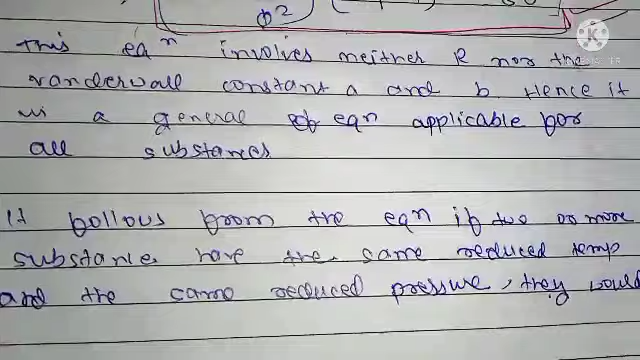 φ²
This eqn involves neither R nor the
vanderwall constant a and b Hence it
is a general eqn applicable for
all substances
It follows from the eqn if two or more
substance have the same reduced temp
and the same reduced pressure, they would